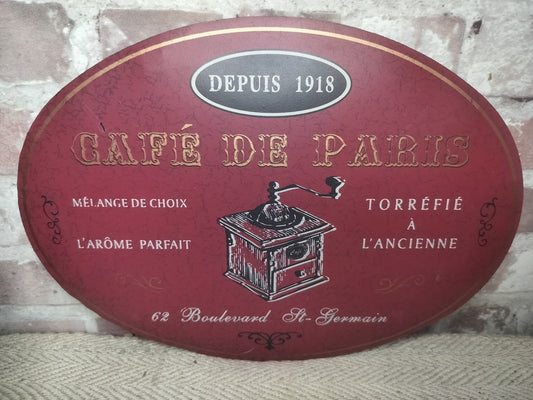 DEPUIS 1918
CAFÉ DE PARIS
MÉLANGE DE CHOIX
L'ARÔME PARFAIT
TORRÉFIÉ
À
L'ANCIENNE
62 Boulevard St-Germain